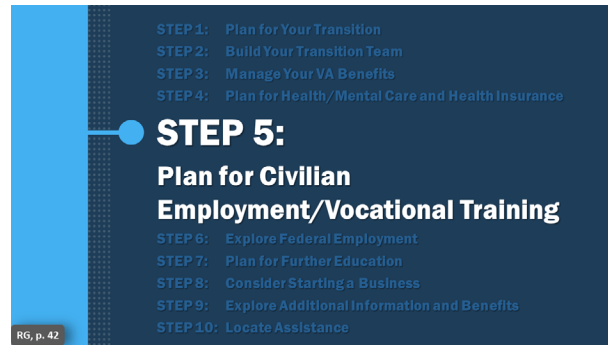 STEP 1: Plan for Your Transition
STEP 2: Build Your Transition Team
STEP 3: Manage Your VA Benefits
STEP 4: Plan for Health/Mental Care and Health Insurance
STEP 5:
Plan for Civilian
Employment/Vocational Training
STEP 6: Explore Federal Employment
STEP 7: Plan for Further Education
STEP 8: Consider Starting a Business
STEP 9: Explore Additional Information and Benefits
STEP 10: Locate Assistance
RG, p. 42